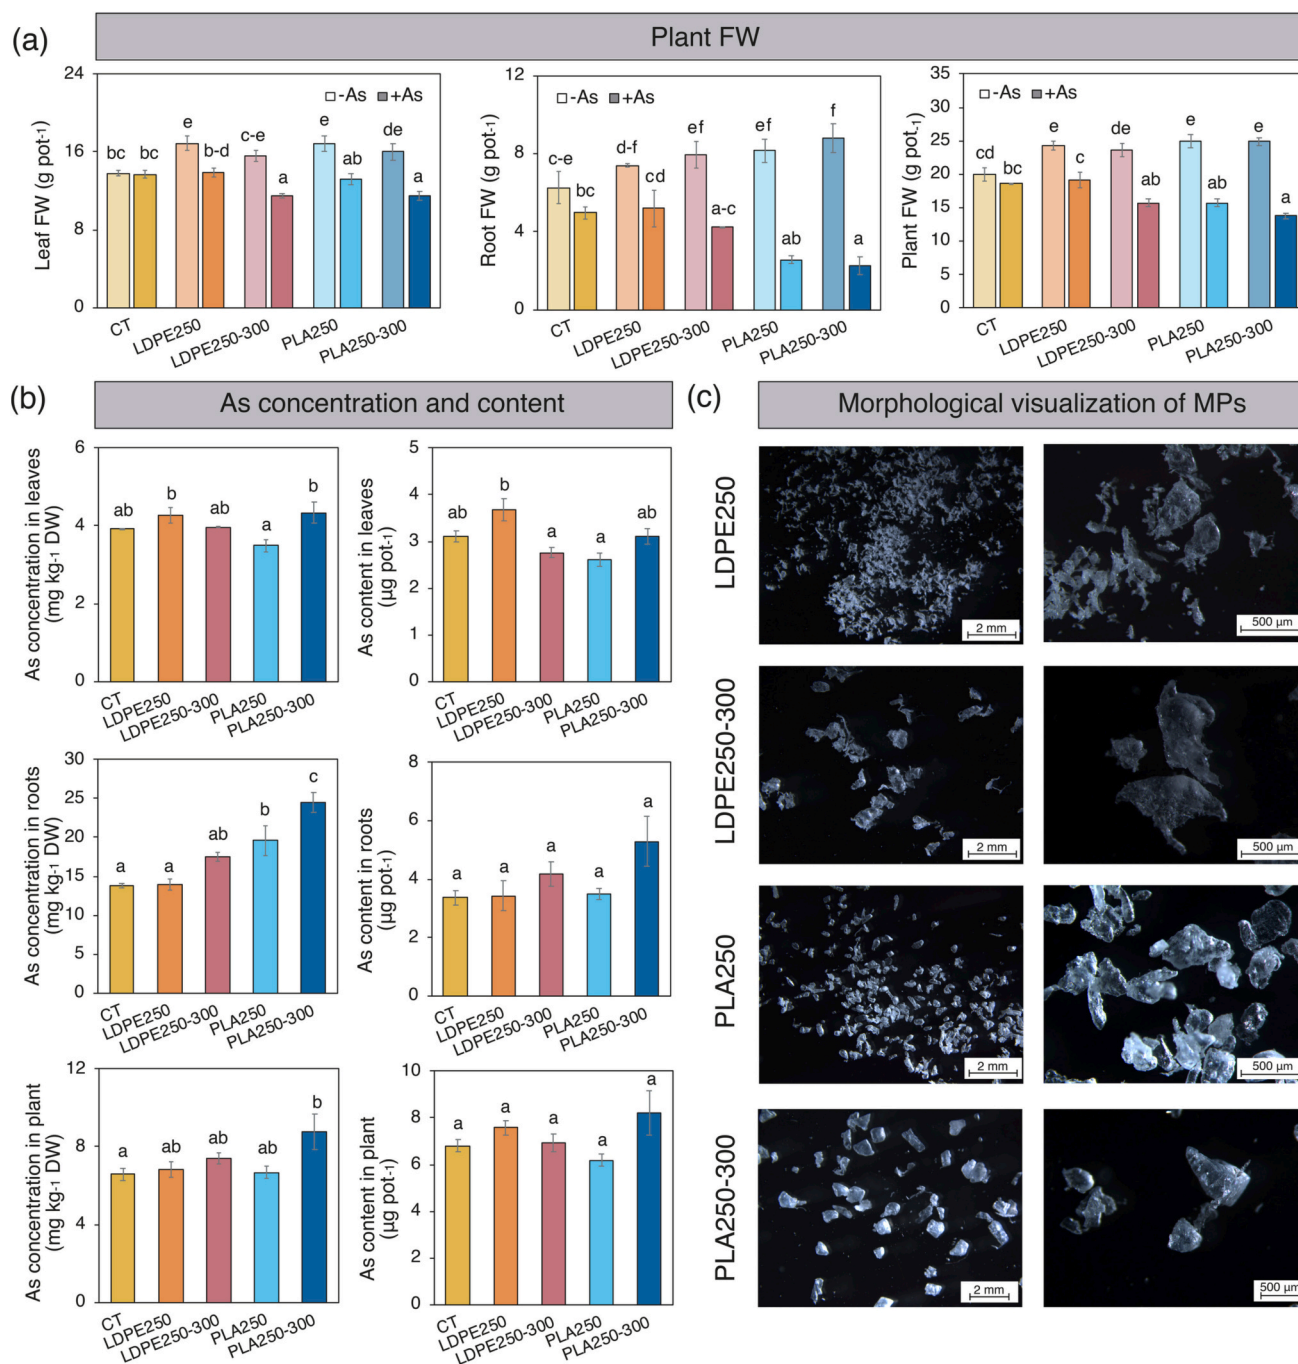 (a)
Plant FW
Leaf FW (g pot-1)
24
16
8
0
-As +As
bc bc e b-d c-e a e ab de a
CT LDPE250 LDPE250-300 PLA250 PLA250-300
Root FW (g pot-1)
12
8
4
0
-As +As
c-e bc d-f cd ef a-c ef ab f a
CT LDPE250 LDPE250-300 PLA250 PLA250-300
Plant FW (g pot-1)
35
30
25
20
15
10
5
0
-As +As
cd bc e c de ab e ab e a
CT LDPE250 LDPE250-300 PLA250 PLA250-300
(b)
As concentration and content
As concentration in leaves
(mg kg-1 DW)
6
4
2
0
ab b ab a b
CT LDPE250 LDPE250-300 PLA250 PLA250-300
As content in leaves
(µg pot-1)
5
4
3
2
1
0
ab b a a ab
CT LDPE250 LDPE250-300 PLA250 PLA250-300
As concentration in roots
(mg kg-1 DW)
30
25
20
15
10
5
0
a a ab b c
CT LDPE250 LDPE250-300 PLA250 PLA250-300
As content in roots
(µg pot-1)
8
6
4
2
0
a a a a a
CT LDPE250 LDPE250-300 PLA250 PLA250-300
As concentration in plant
(mg kg-1 DW)
12
8
4
0
a ab ab ab b
CT LDPE250 LDPE250-300 PLA250 PLA250-300
As content in plant
(µg pot-1)
10
8
6
4
2
0
a a a a a
CT LDPE250 LDPE250-300 PLA250 PLA250-300
(c)
Morphological visualization of MPs
LDPE250
2 mm
500 µm
LDPE250-300
2 mm
500 µm
PLA250
2 mm
500 µm
PLA250-300
2 mm
500 µm